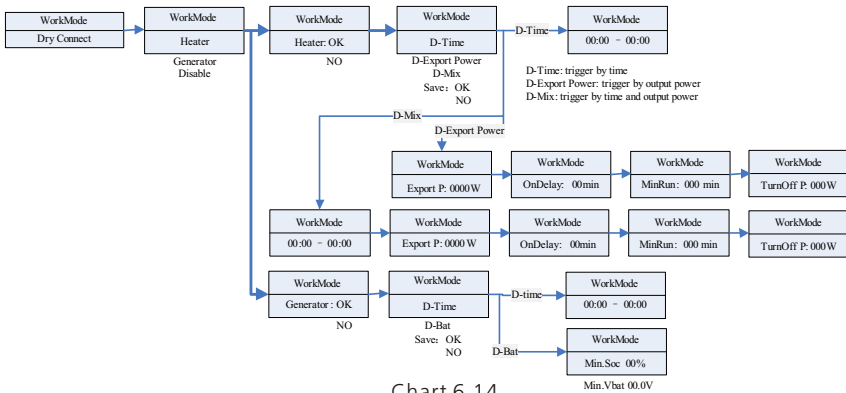 WorkMode
Dry Connect
WorkMode
Heater
Generator
Disable
WorkMode
Heater: OK
NO
WorkMode
D-Time
D-Export Power
D-Mix
Save: OK
NO
D-Time
WorkMode
00:00 - 00:00
D-Time: trigger by time
D-Export Power: trigger by output power
D-Mix: trigger by time and output power
D-Mix
D-Export Power
WorkMode
Export P: 0000W
WorkMode
OnDelay: 00min
WorkMode
MinRun: 000 min
WorkMode
TurnOff P: 000W
WorkMode
00:00 - 00:00
WorkMode
Export P: 0000W
WorkMode
OnDelay: 00min
WorkMode
MinRun: 000 min
WorkMode
TurnOff P: 000W
WorkMode
Generator : OK
NO
WorkMode
D-Time
D-Bat
Save: OK
NO
D-time
WorkMode
00:00 - 00:00
D-Bat
WorkMode
Min.Soc 00%
Min.Vbat 00.0V
Chart 6.14